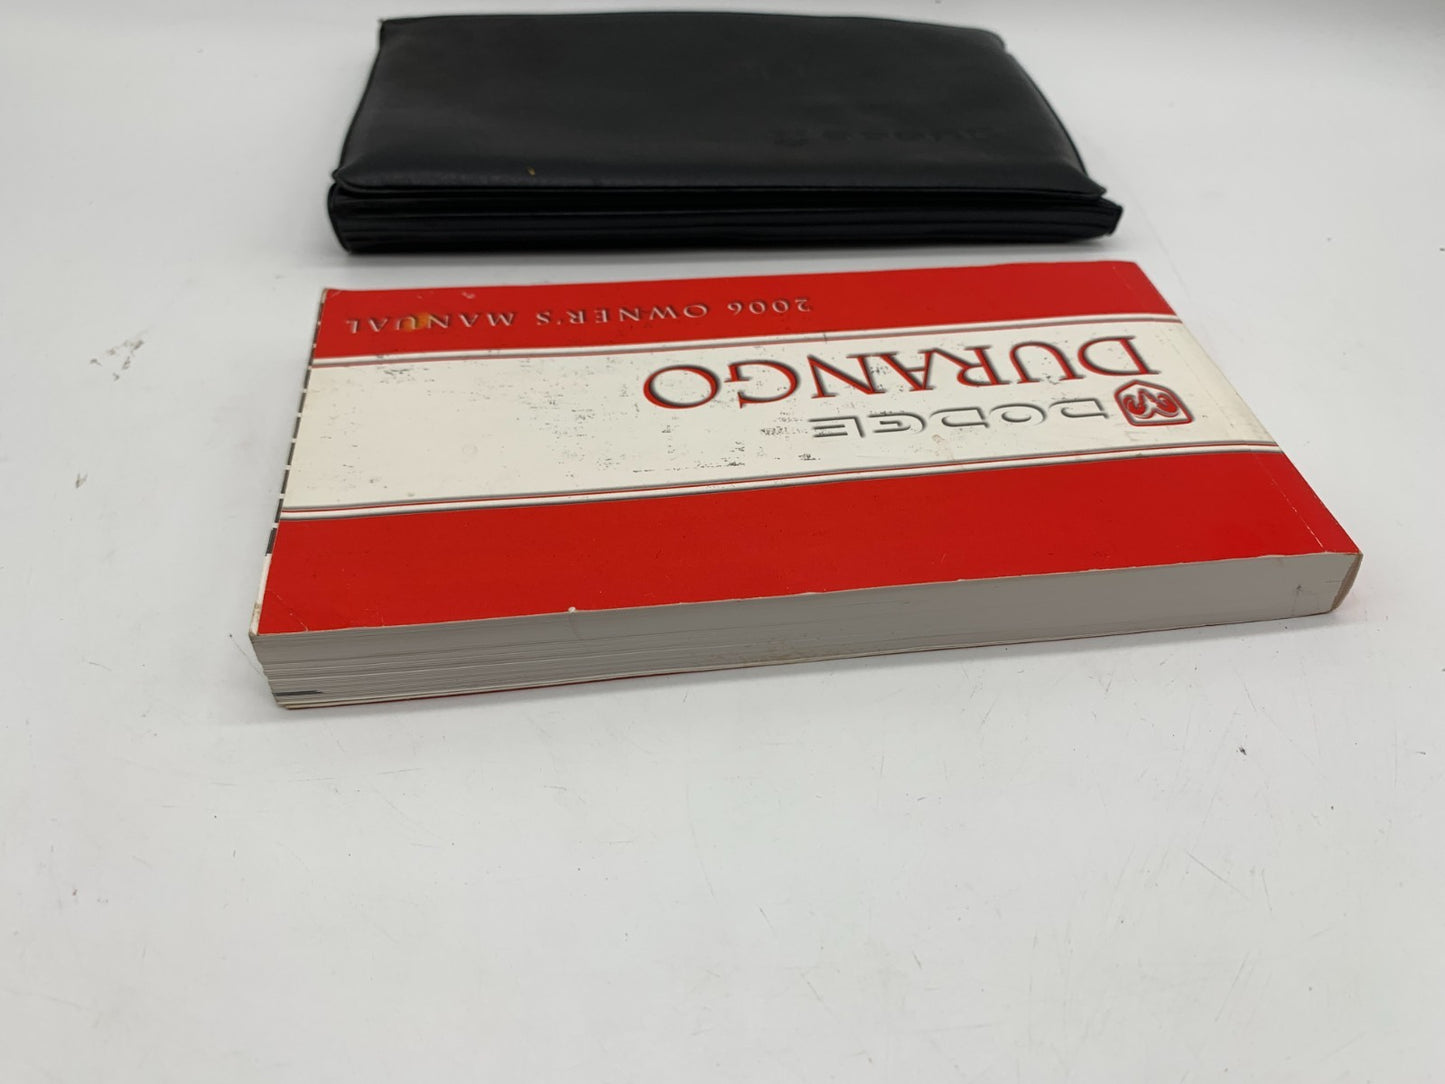 DODGE
DURANGO
2006 OWNER'S MANUAL